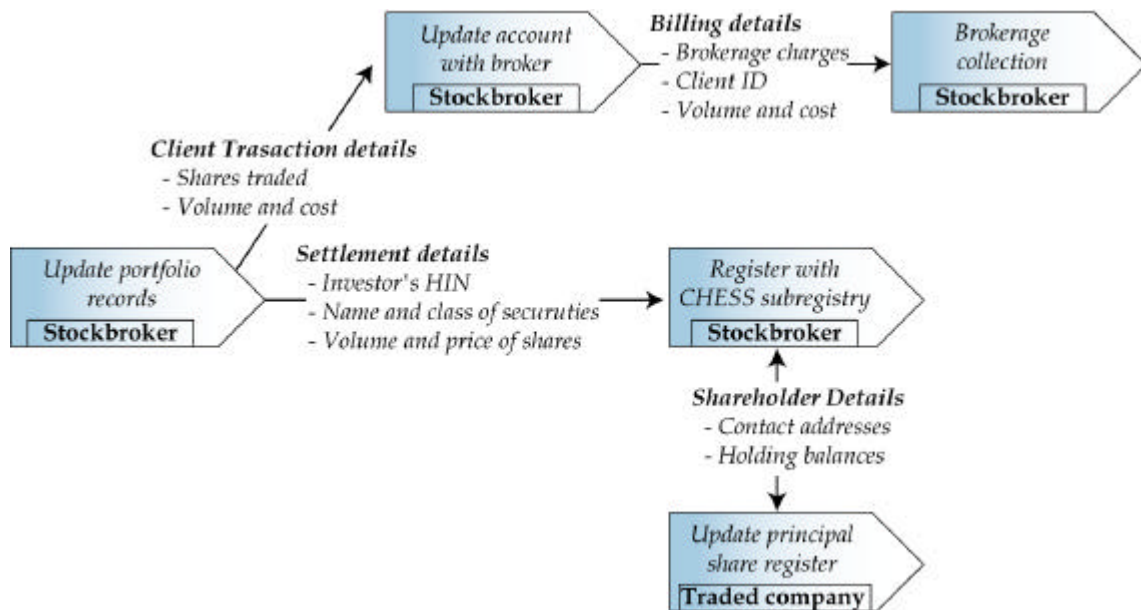 Update account
with broker
Stockbroker
Billing details
- Brokerage charges
- Client ID
- Volume and cost
Brokerage
collection
Stockbroker
Client Trasaction details
- Shares traded
- Volume and cost
Update portfolio
records
Stockbroker
Settlement details
- Investor's HIN
- Name and class of securuties
- Volume and price of shares
Register with
CHESS subregistry
Stockbroker
Shareholder Details
- Contact addresses
- Holding balances
Update principal
share register
Traded company